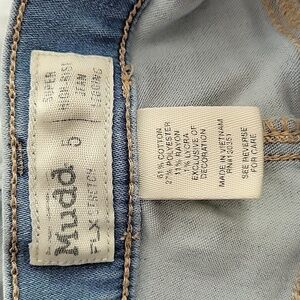 Mudd
FLX STRETCH
5
SUPER
HIGH RISE
JEAN
LEGGING
61% COTTON
27% POLYESTER
11% RAYON
1% LYCRA
EXCLUSIVE OF
DECORATION
MADE IN VIETNAM
RN#130351
SEE REVERSE
FOR CARE